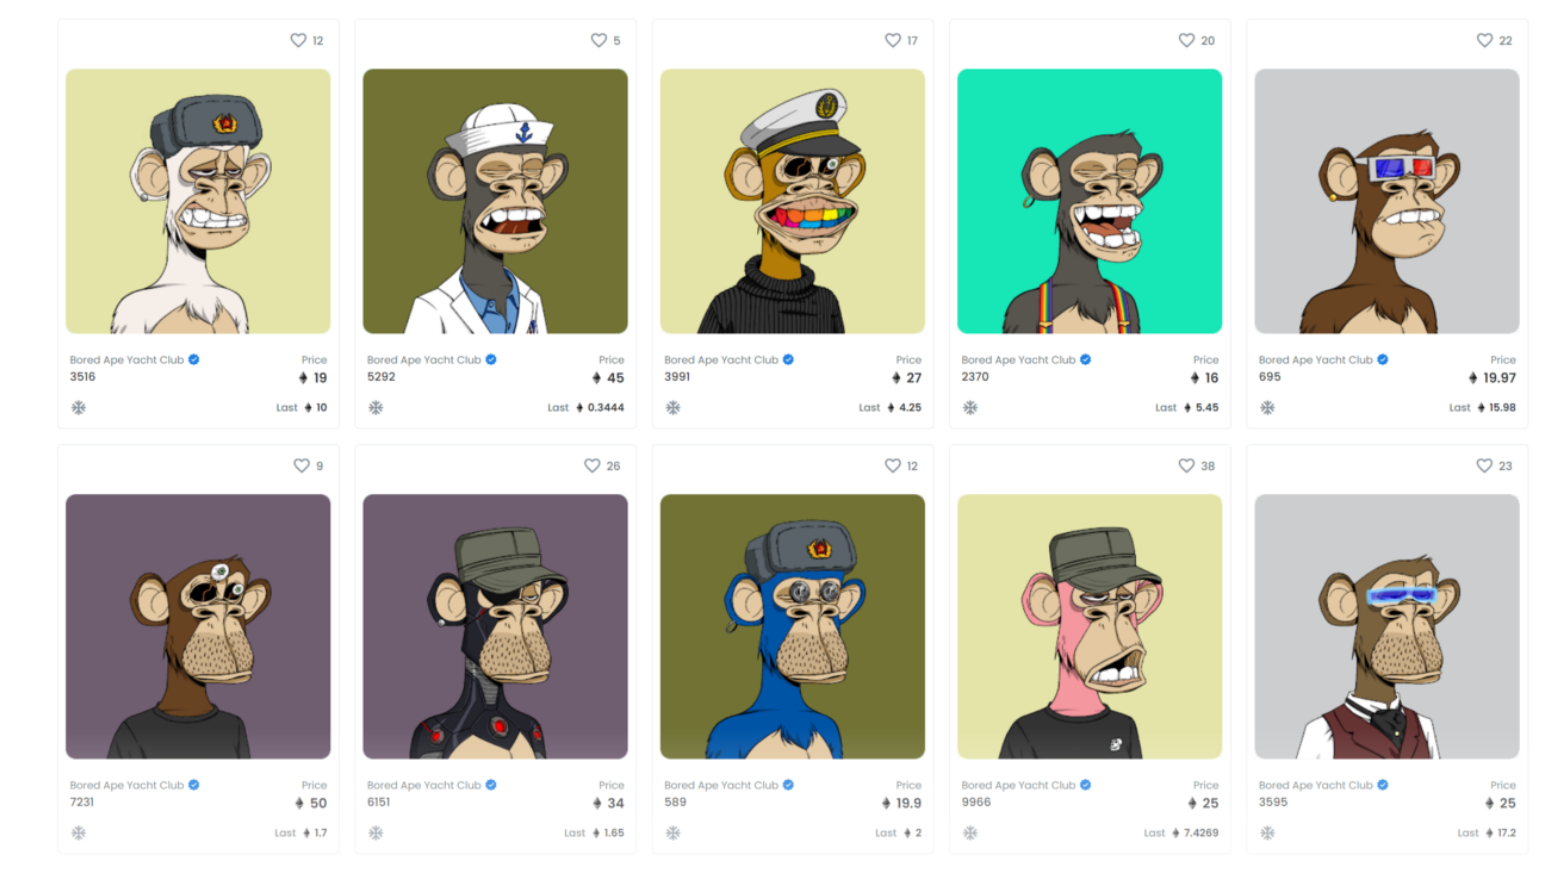 12
5
17
20
22
Bored Ape Yacht Club Price
3516 19
Last 10
Bored Ape Yacht Club Price
5292 45
Last 0.3444
Bored Ape Yacht Club Price
3991 27
Last 4.25
Bored Ape Yacht Club Price
2370 16
Last 5.45
Bored Ape Yacht Club Price
695 19.97
Last 15.98
9
26
12
38
23
Bored Ape Yacht Club Price
7231 50
Last 1.7
Bored Ape Yacht Club Price
6151 34
Last 1.65
Bored Ape Yacht Club Price
589 19.9
Last 2
Bored Ape Yacht Club Price
9966 25
Last 7.4269
Bored Ape Yacht Club Price
3595 25
Last 17.2